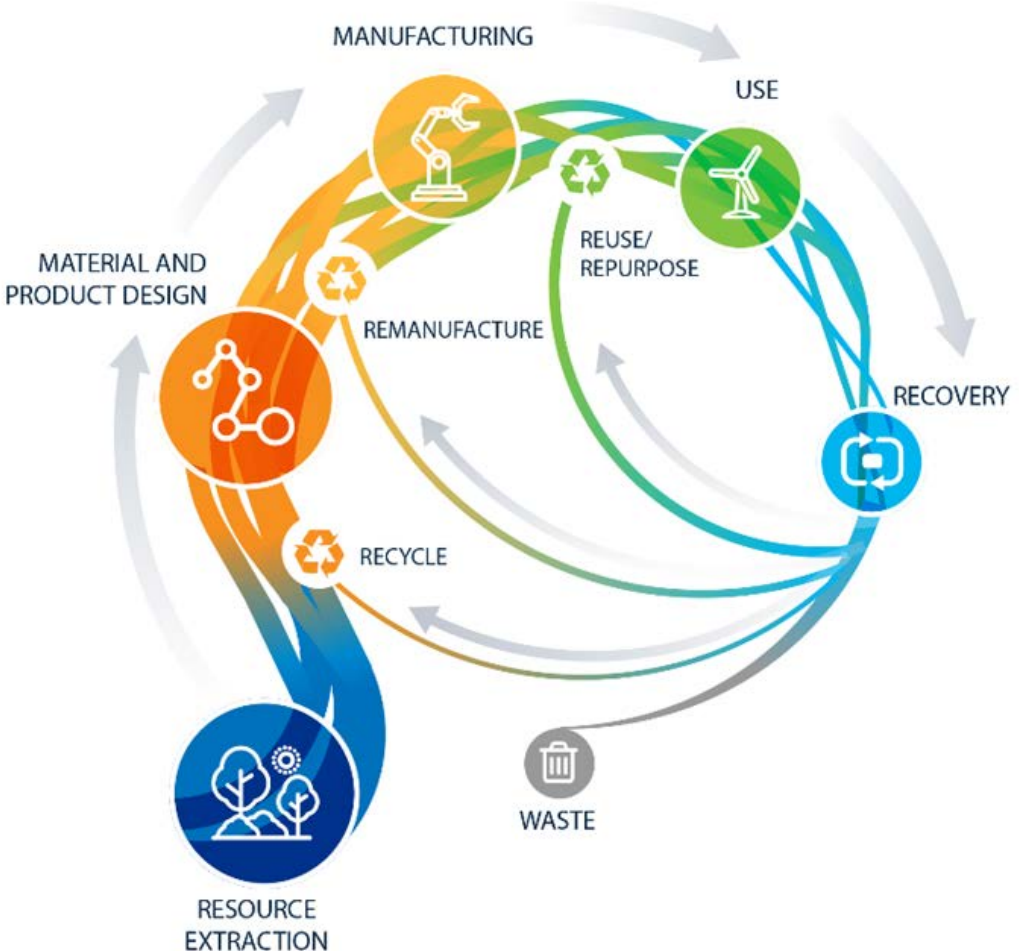 MANUFACTURING
USE
MATERIAL AND
PRODUCT DESIGN
REUSE/
REPURPOSE
REMANUFACTURE
RECOVERY
RECYCLE
WASTE
RESOURCE
EXTRACTION